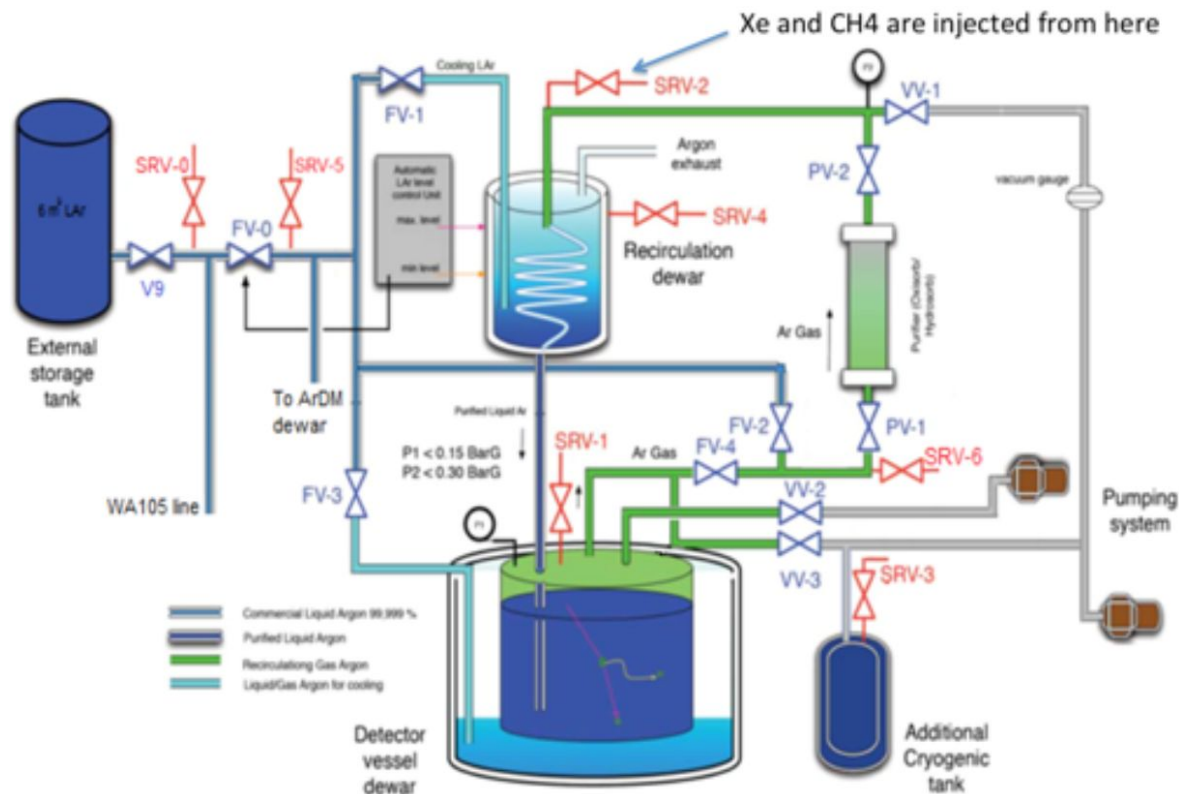 Xe and CH4 are injected from here
Cooling LAr
SRV-2
VV-1
FV-1
SRV-0
SRV-5
Argon
exhaust
PV-2
vacuum gauge
Automatic
LAr level
control Unit
max. level
min level
6 m³ LAr
FV-0
SRV-4
Recirculation
dewar
V9
Ar Gas
Purifier (Oxisorb/
Hydrosorb)
External
storage
tank
To ArDM
dewar
Purified Liquid Ar
P1 < 0.15 BarG
P2 < 0.30 BarG
SRV-1
Ar Gas
FV-4
FV-2
PV-1
SRV-6
WA105 line
FV-3
VV-2
Pumping
system
VV-3
SRV-3
Commercial Liquid Argon 99,999 %
Purified Liquid Argon
Recirculationg Gas Argon
Liquid/Gas Argon for cooling
Detector
vessel
dewar
Additional
Cryogenic
tank